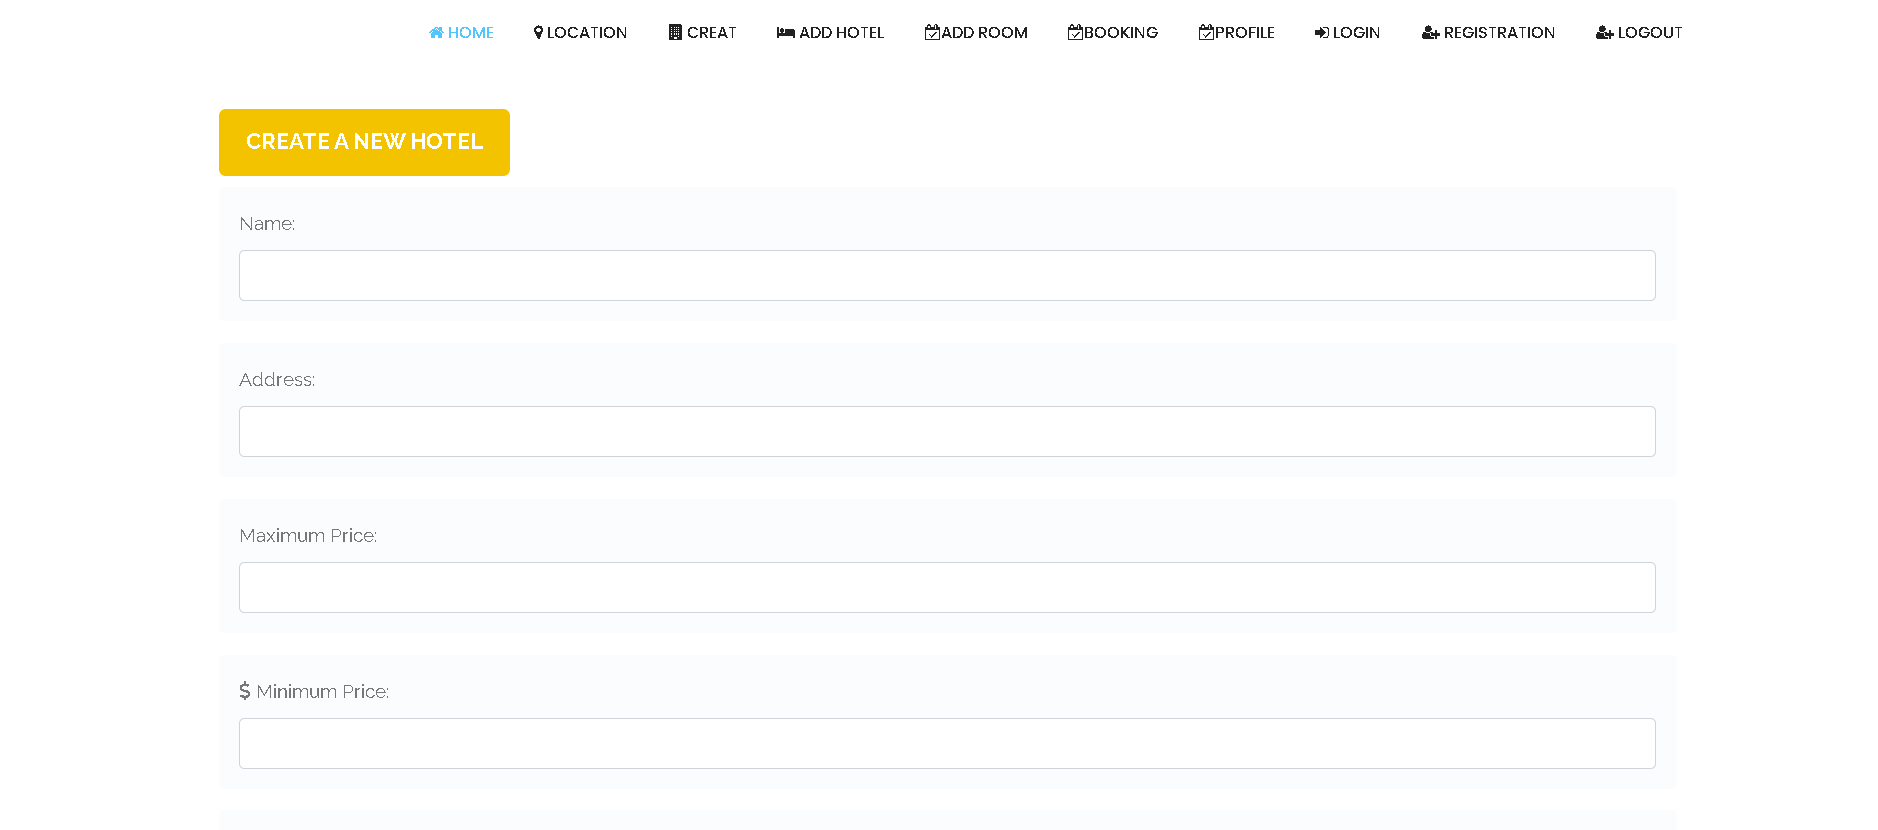 HOME LOCATION CREAT ADD HOTEL ADD ROOM BOOKING PROFILE LOGIN REGISTRATION LOGOUT
CREATE A NEW HOTEL
Name:
Address:
Maximum Price:
$ Minimum Price: